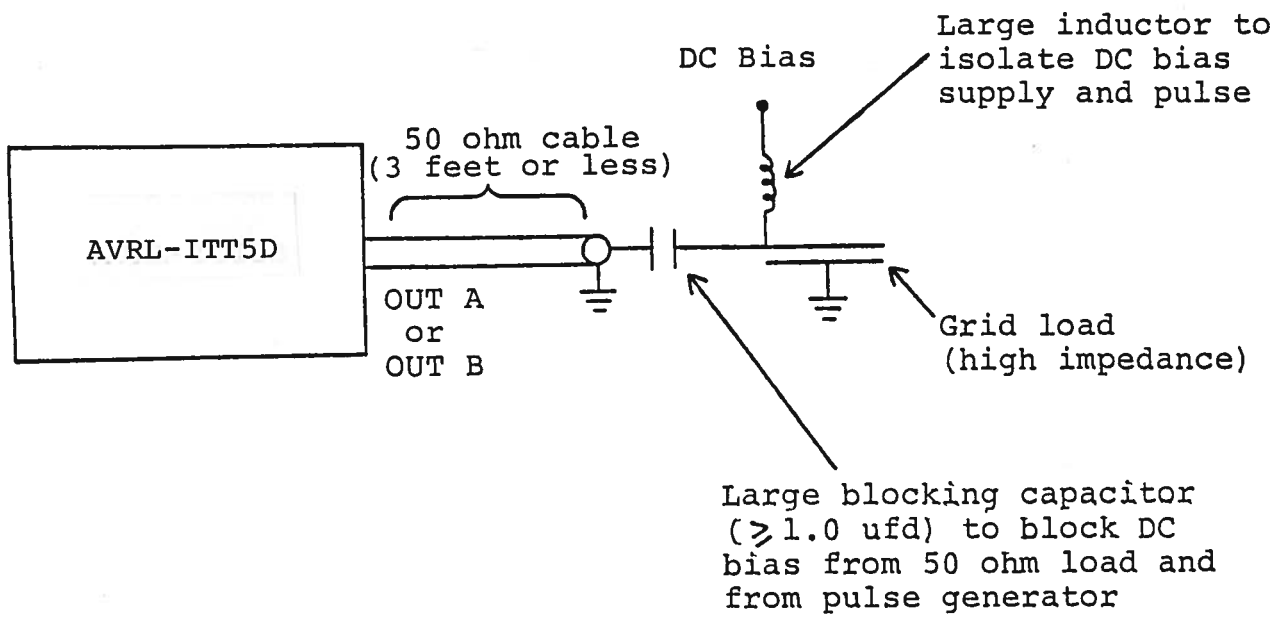 Large inductor to
isolate DC bias
supply and pulse
DC Bias
50 ohm cable
(3 feet or less)
AVRL-ITT5D
OUT A
or
OUT B
Grid load
(high impedance)
Large blocking capacitor
(⩾1.0 ufd) to block DC
bias from 50 ohm load and
from pulse generator